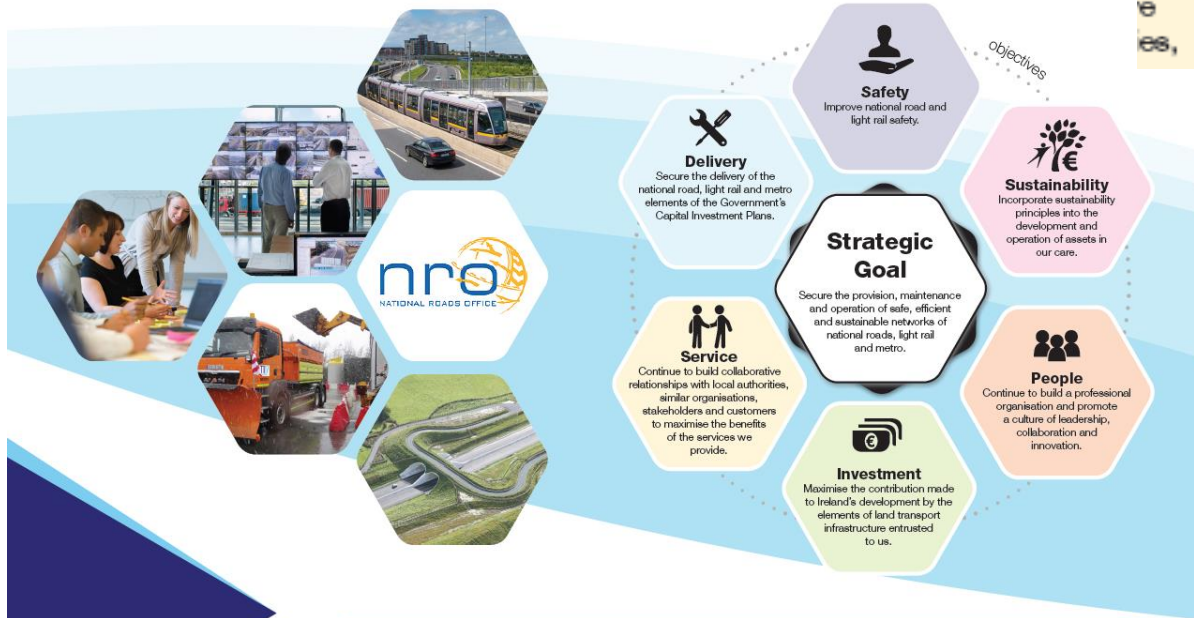 nro
NATIONAL ROADS OFFICE
objectives
Safety
Improve national road and
light rail safety.
Delivery
Secure the delivery of the
national road, light rail and metro
elements of the Government's
Capital Investment Plans.
Sustainability
Incorporate sustainability
principles into the
development and
operation of assets in
our care.
Strategic
Goal
Secure the provision, maintenance
and operation of safe, efficient
and sustainable networks of
national roads, light rail
and metro.
Service
Continue to build collaborative
relationships with local authorities,
similar organisations,
stakeholders and customers
to maximise the benefits
of the services we
provide.
People
Continue to build a professional
organisation and promote
a culture of leadership,
collaboration and
innovation.
Investment
Maximise the contribution made
to Ireland's development by the
elements of land transport
infrastructure entrusted
to us.